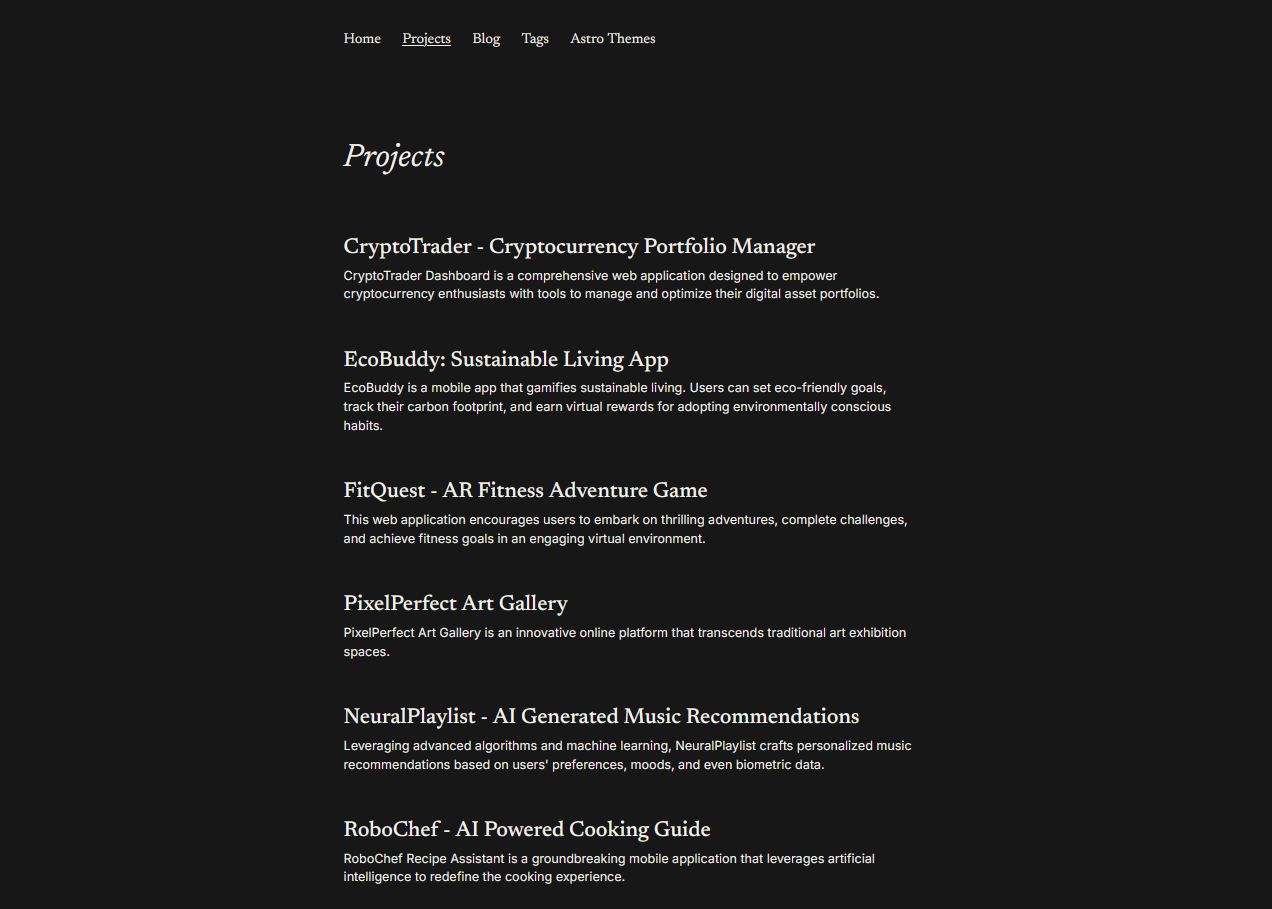 Home Projects Blog Tags Astro Themes
Projects
CryptoTrader - Cryptocurrency Portfolio Manager
CryptoTrader Dashboard is a comprehensive web application designed to empower
cryptocurrency enthusiasts with tools to manage and optimize their digital asset portfolios.
EcoBuddy: Sustainable Living App
EcoBuddy is a mobile app that gamifies sustainable living. Users can set eco-friendly goals,
track their carbon footprint, and earn virtual rewards for adopting environmentally conscious
habits.
FitQuest - AR Fitness Adventure Game
This web application encourages users to embark on thrilling adventures, complete challenges,
and achieve fitness goals in an engaging virtual environment.
PixelPerfect Art Gallery
PixelPerfect Art Gallery is an innovative online platform that transcends traditional art exhibition
spaces.
NeuralPlaylist - AI Generated Music Recommendations
Leveraging advanced algorithms and machine learning, NeuralPlaylist crafts personalized music
recommendations based on users' preferences, moods, and even biometric data.
RoboChef - AI Powered Cooking Guide
RoboChef Recipe Assistant is a groundbreaking mobile application that leverages artificial
intelligence to redefine the cooking experience.